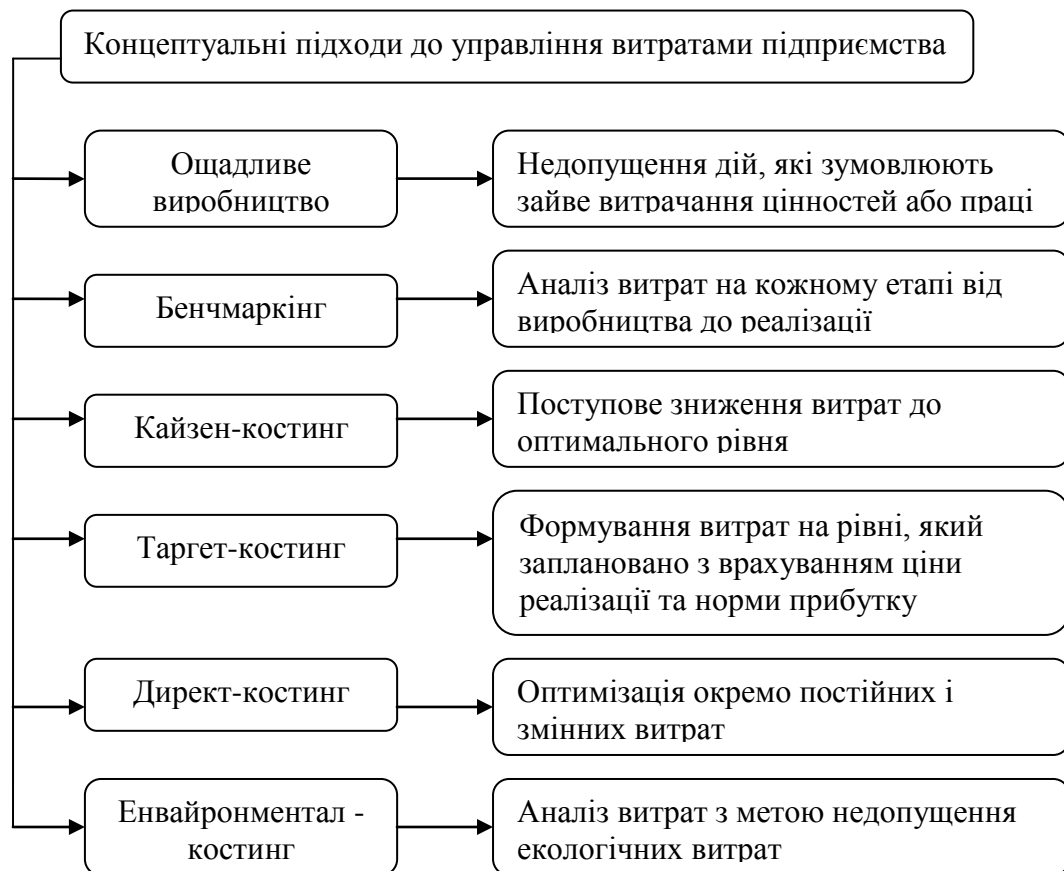 Концептуальні підходи до управління витратами підприємства
Ощадливе
виробництво
Недопущення дій, які зумовлюють
зайве витрачання цінностей або праці
Бенчмаркінг
Аналіз витрат на кожному етапі від
виробництва до реалізації
Кайзен-костинг
Поступове зниження витрат до
оптимального рівня
Таргет-костинг
Формування витрат на рівні, який
заплановано з врахуванням ціни
реалізації та норми прибутку
Директ-костинг
Оптимізація окремо постійних і
змінних витрат
Енвайронментал -
костинг
Аналіз витрат з метою недопущення
екологічних витрат